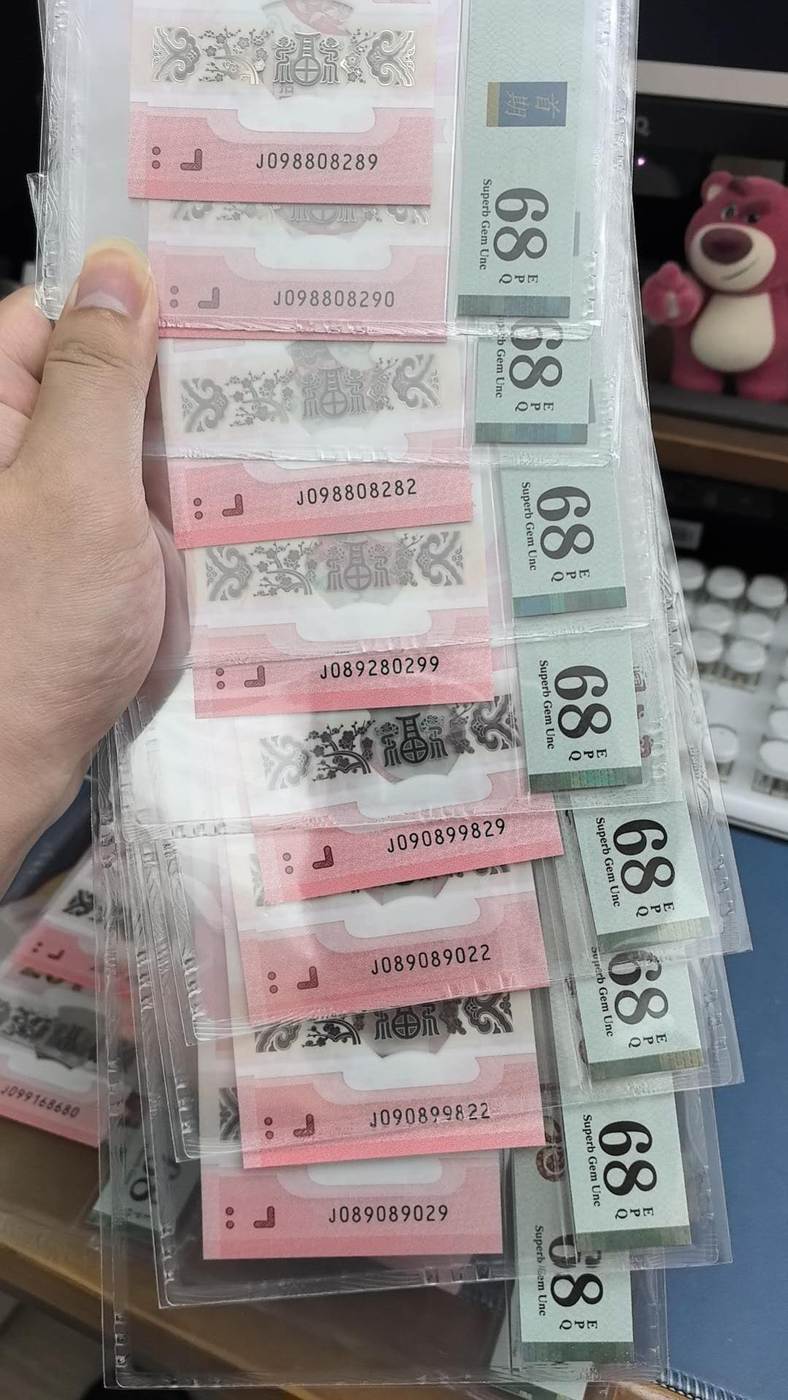 首期
J098808289
68
EPQ
Superb Gem Unc
J098808290
68
EPQ
Gem Unc
J098808282
68
EPQ
Superb Gem Unc
J089280299
68
EPQ
Superb Gem Unc
J090899829
68
EPQ
Superb Gem Unc
J089089022
68
EPQ
Gem Unc
J090899822
68
EPQ
Superb Gem Unc
J089089029
68
EPQ
Superb Gem Unc
J099168680